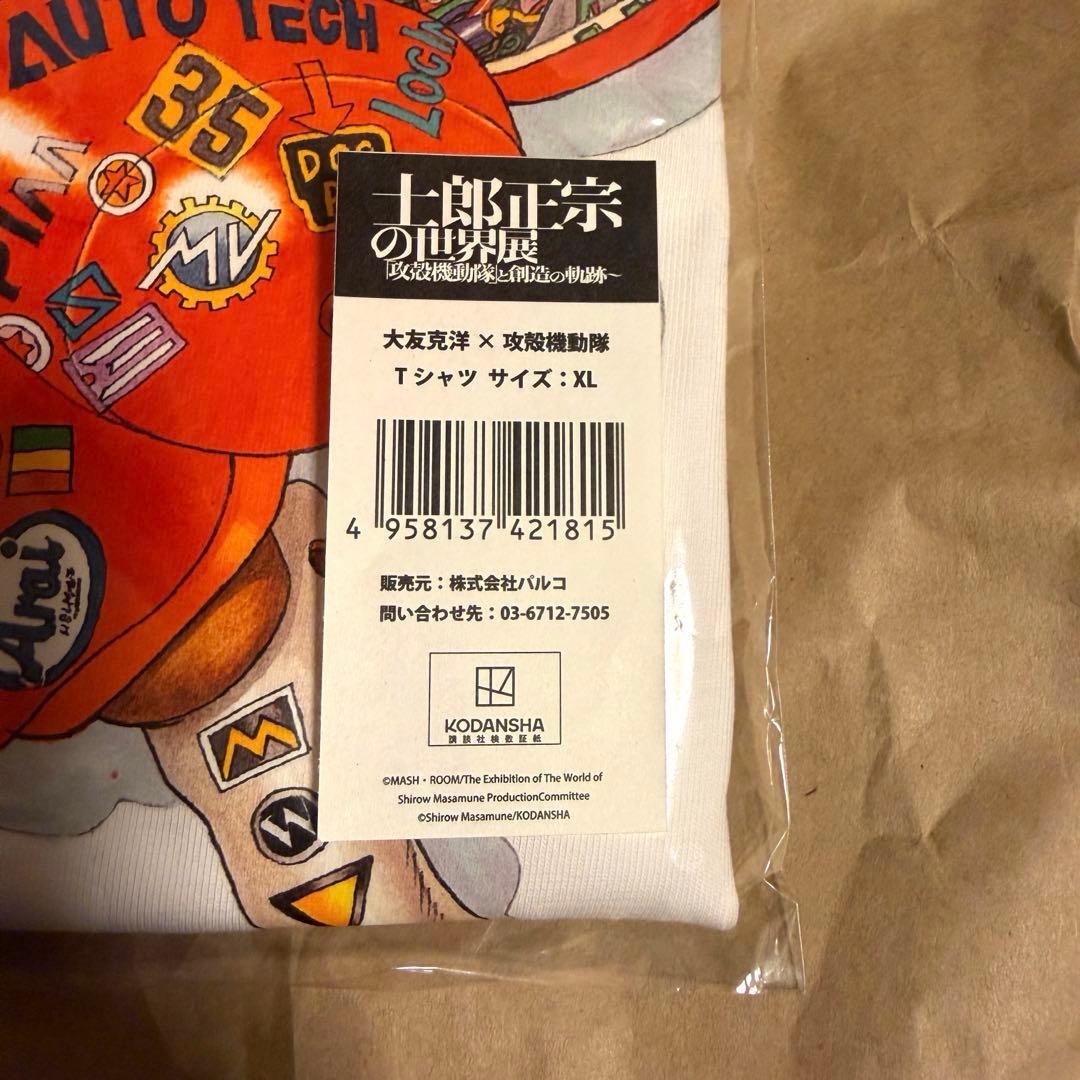 AUTO TECH
Loch
35
DOG
MV
Arai
M
W
士郎正宗
の世界展
「攻殻機動隊」と創造の軌跡～
大友克洋 × 攻殻機動隊
Tシャツ サイズ：XL
4 958137 421815
販売元：株式会社パルコ
問い合わせ先：03-6712-7505
KODANSHA
講談社検数証紙
©MASH・ROOM/The Exhibition of The World of
Shirow Masamune ProductionCommittee
©Shirow Masamune/KODANSHA